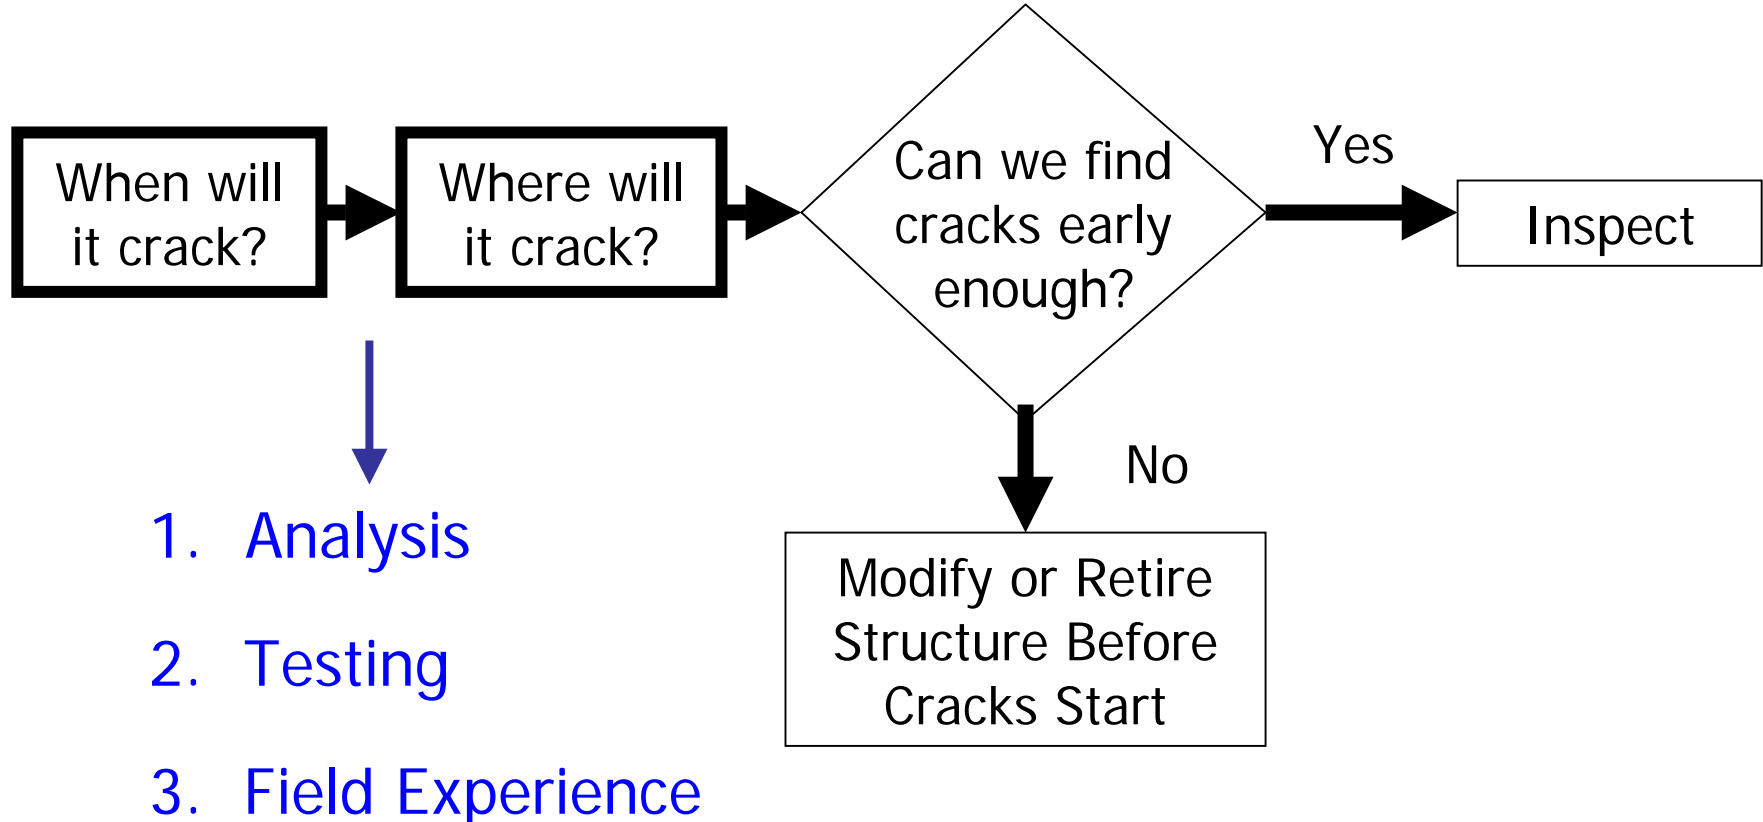 When will
it crack?
Where will
it crack?
Can we find
cracks early
enough?
Yes
Inspect
No
Modify or Retire
Structure Before
Cracks Start
1. Analysis
2. Testing
3. Field Experience